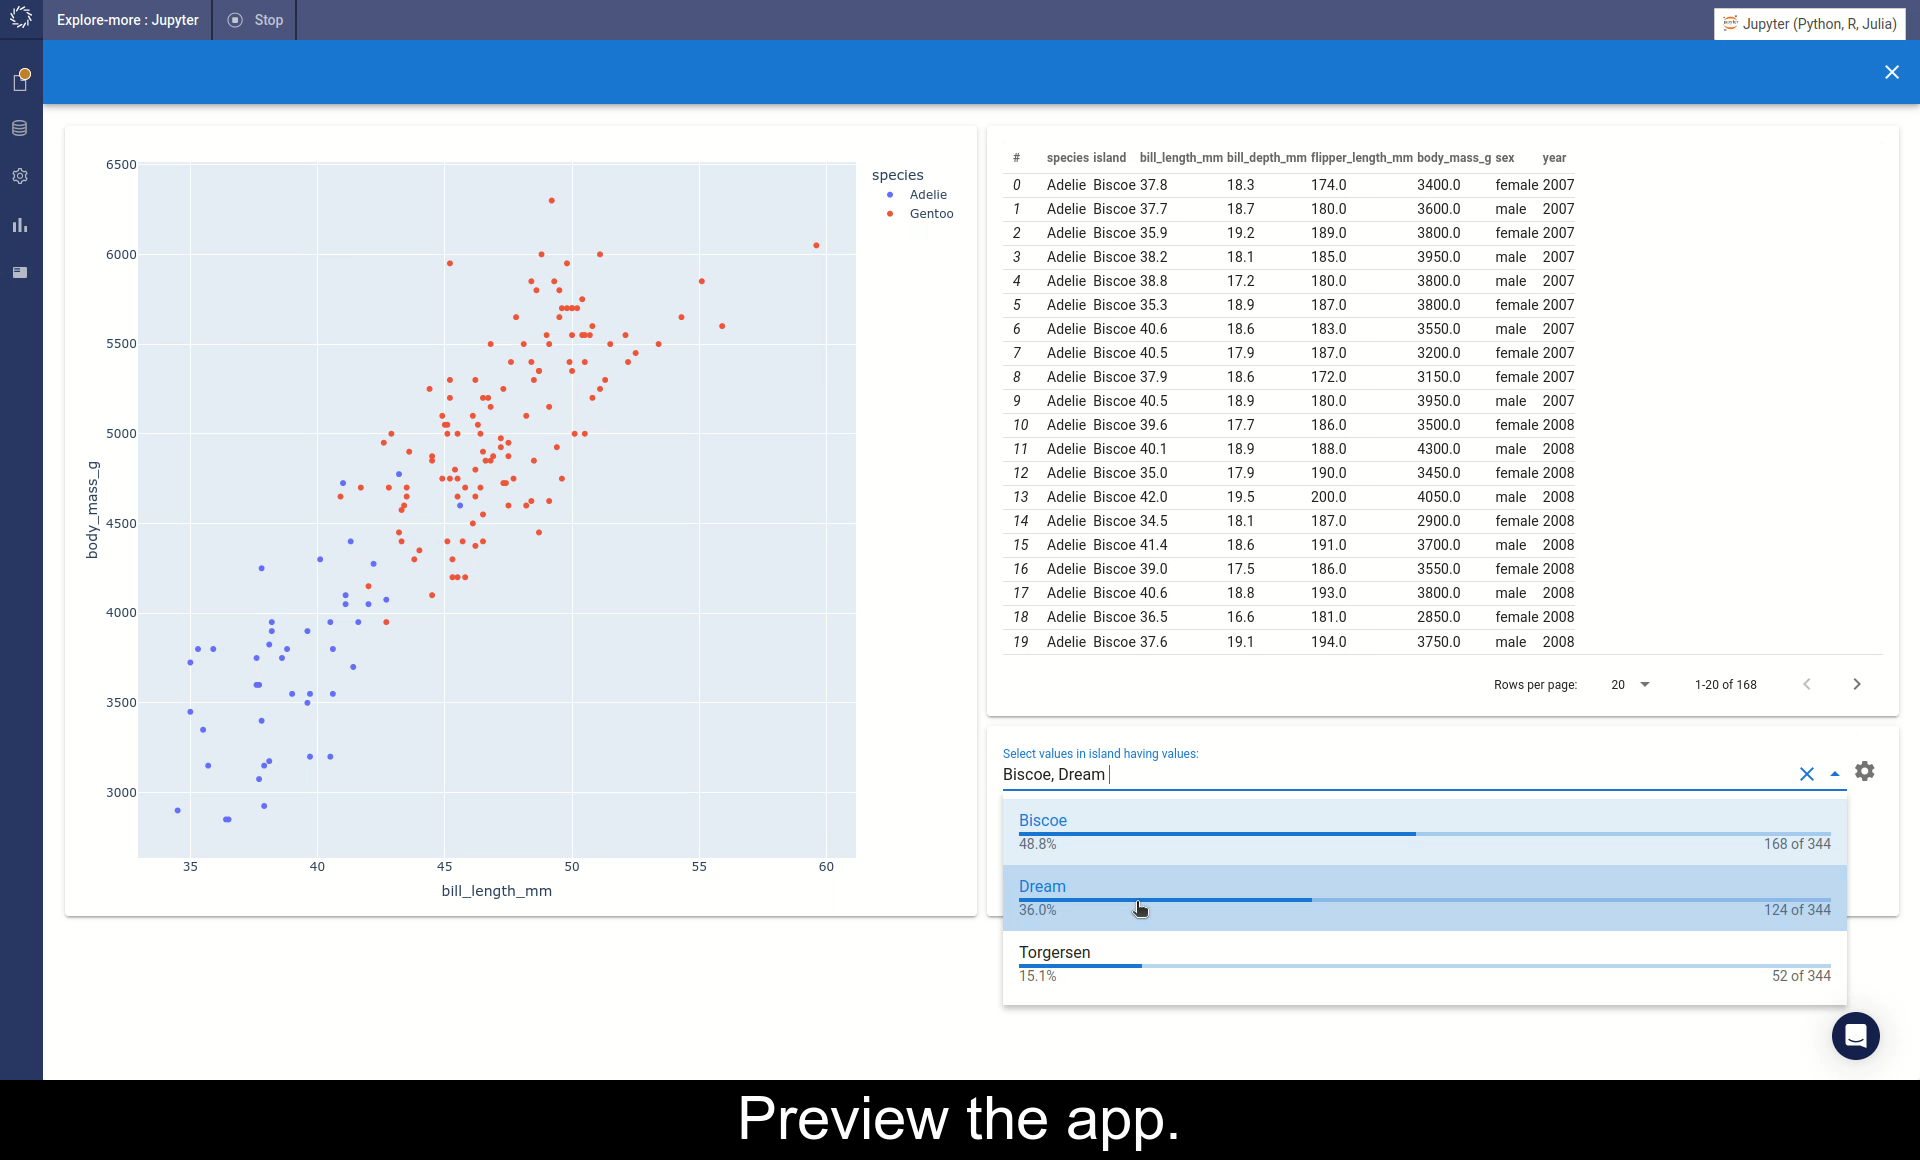 Explore-more : Jupyter
Stop
Jupyter (Python, R, Julia)
6500
6000
5500
5000
4500
4000
3500
3000
body_mass_g
35 40 45 50 55 60
bill_length_mm
species
Adelie
Gentoo
# species island bill_length_mm bill_depth_mm flipper_length_mm body_mass_g sex year
0 Adelie Biscoe 37.8 18.3 174.0 3400.0 female 2007
1 Adelie Biscoe 37.7 18.7 180.0 3600.0 male 2007
2 Adelie Biscoe 35.9 19.2 189.0 3800.0 female 2007
3 Adelie Biscoe 38.2 18.1 185.0 3950.0 male 2007
4 Adelie Biscoe 38.8 17.2 180.0 3800.0 male 2007
5 Adelie Biscoe 35.3 18.9 187.0 3800.0 female 2007
6 Adelie Biscoe 40.6 18.6 183.0 3550.0 male 2007
7 Adelie Biscoe 40.5 17.9 187.0 3200.0 female 2007
8 Adelie Biscoe 37.9 18.6 172.0 3150.0 female 2007
9 Adelie Biscoe 40.5 18.9 180.0 3950.0 male 2007
10 Adelie Biscoe 39.6 17.7 186.0 3500.0 female 2008
11 Adelie Biscoe 40.1 18.9 188.0 4300.0 male 2008
12 Adelie Biscoe 35.0 17.9 190.0 3450.0 female 2008
13 Adelie Biscoe 42.0 19.5 200.0 4050.0 male 2008
14 Adelie Biscoe 34.5 18.1 187.0 2900.0 female 2008
15 Adelie Biscoe 41.4 18.6 191.0 3700.0 male 2008
16 Adelie Biscoe 39.0 17.5 186.0 3550.0 female 2008
17 Adelie Biscoe 40.6 18.8 193.0 3800.0 male 2008
18 Adelie Biscoe 36.5 16.6 181.0 2850.0 female 2008
19 Adelie Biscoe 37.6 19.1 194.0 3750.0 male 2008
Rows per page: 20 1-20 of 168
Select values in island having values:
Biscoe, Dream
Biscoe
48.8% 168 of 344
Dream
36.0% 124 of 344
Torgersen
15.1% 52 of 344
Preview the app.